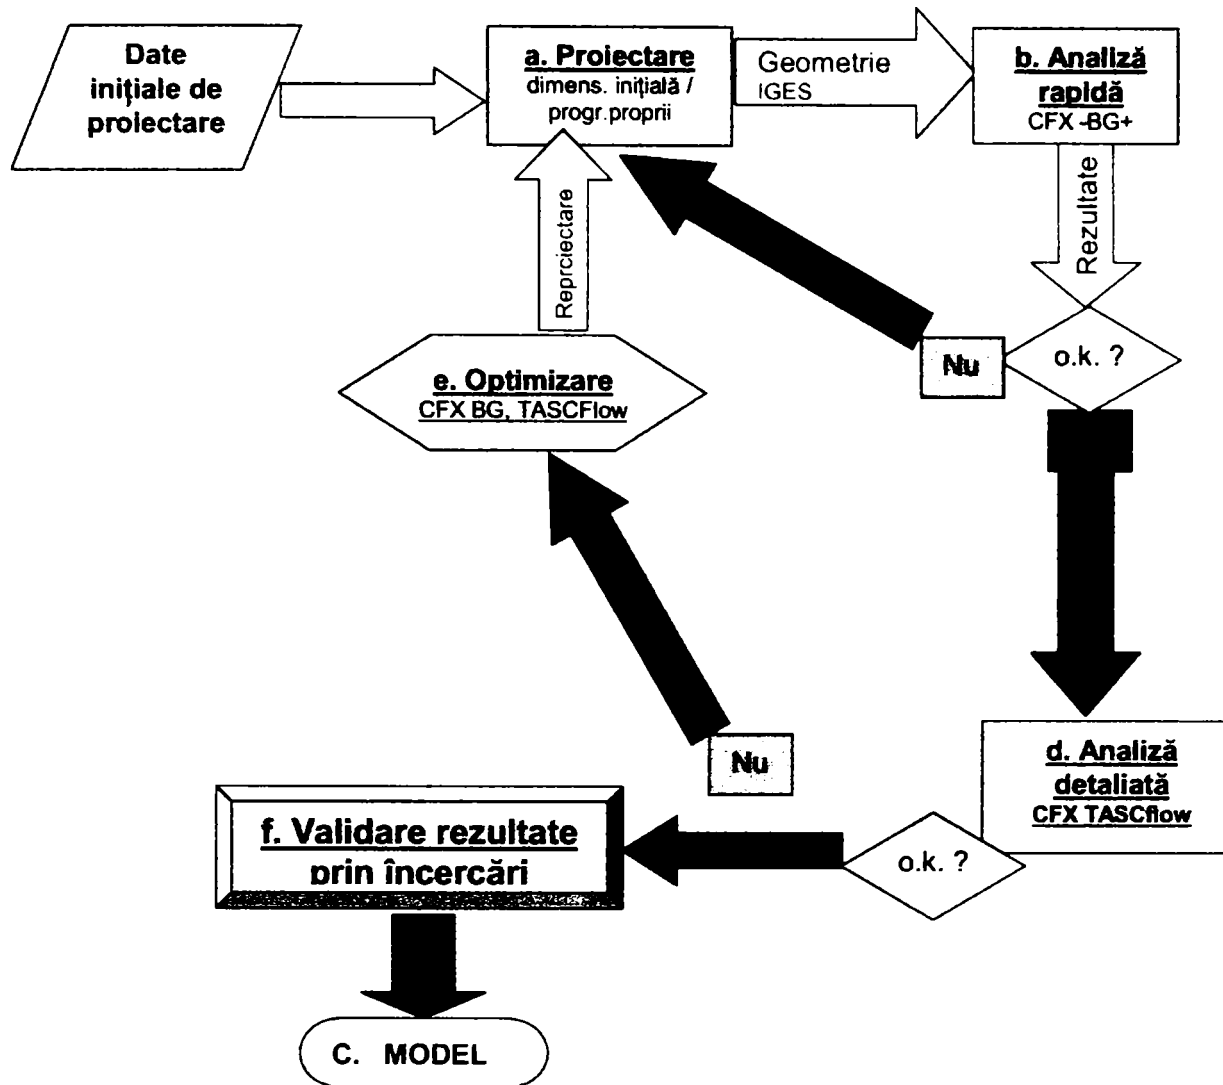 Date
inițiale de
proiectare
a. Proiectare
dimens. inițială /
progr.proprii
Geometrie
IGES
b. Analiză
rapidă
CFX -BG+
Rezultate
Reprciectare
Nu
o.k. ?
e. Optimizare
CFX BG, TASCFlow
Nu
d. Analiză
detaliată
CFX TASCflow
o.k. ?
f. Validare rezultate
prin încercări
C. MODEL